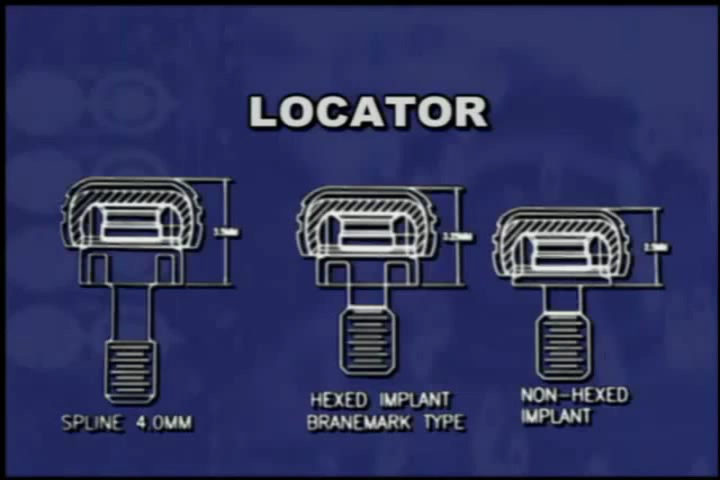 LOCATOR
SPLINE 4.0MM
HEXED IMPLANT
BRANEMARK TYPE
NON-HEXED
IMPLANT